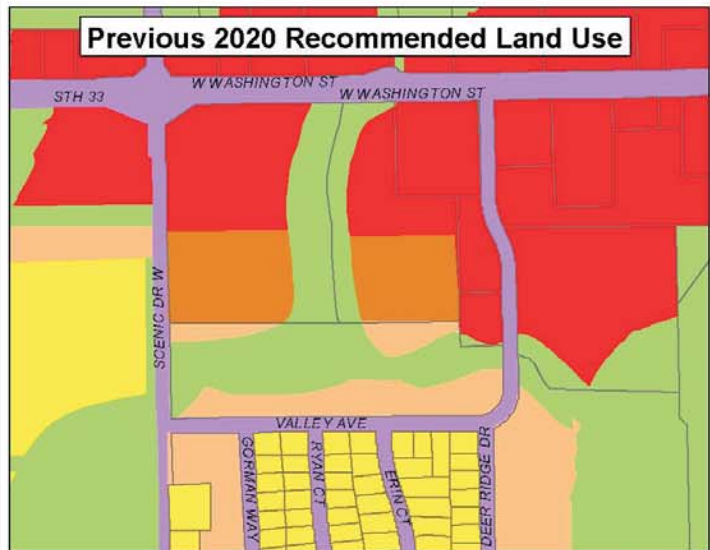 Previous 2020 Recommended Land Use
W WASHINGTON ST
STH 33
W WASHINGTON ST
SCENIC DR W
VALLEY AVE
GORMAN WAY
RYAN CT
ERIN CT
DEER RIDGE DR